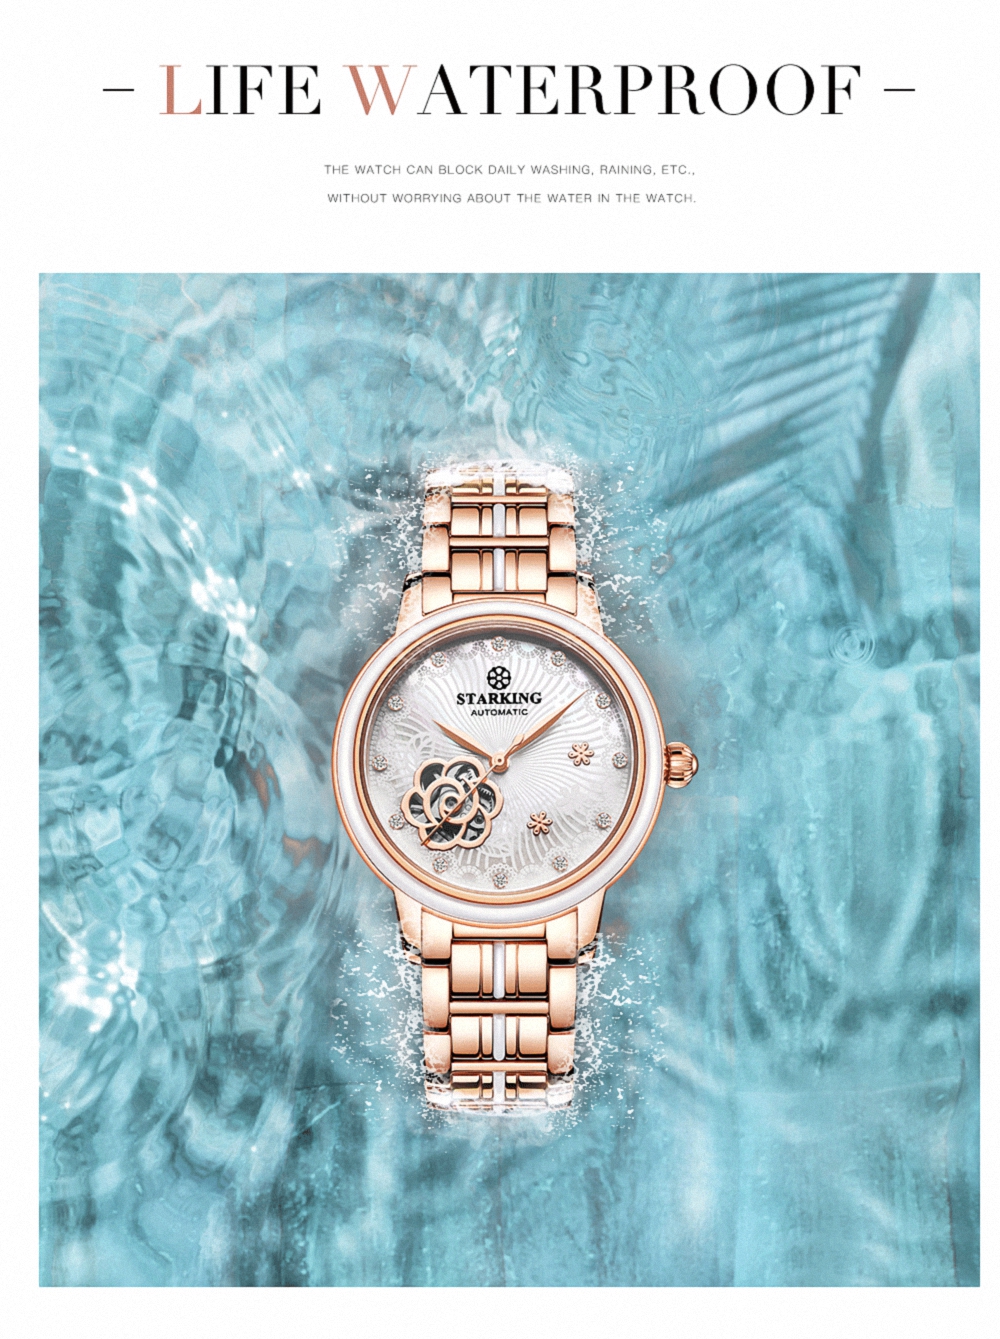 — LIFE WATERPROOF —
THE WATCH CAN BLOCK DAILY WASHING, RAINING, ETC.,
WITHOUT WORRYING ABOUT THE WATER IN THE WATCH.
STARKING
AUTOMATIC